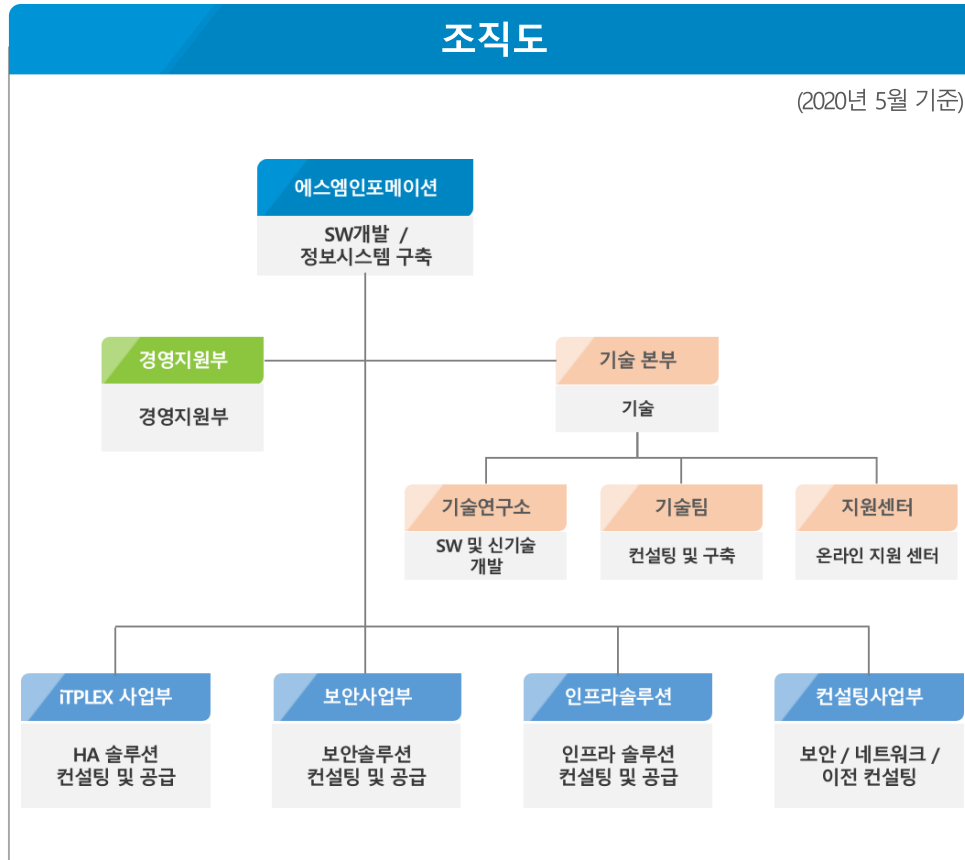 조직도
(2020년 5월 기준)
에스엠인포메이션
SW개발 /
정보시스템 구축
경영지원부
경영지원부
기술 본부
기술
기술연구소
SW 및 신기술
개발
기술팀
컨설팅 및 구축
지원센터
온라인 지원 센터
iTPLEX 사업부
HA 솔루션
컨설팅 및 공급
보안사업부
보안솔루션
컨설팅 및 공급
인프라솔루션
인프라 솔루션
컨설팅 및 공급
컨설팅사업부
보안 / 네트워크 /
이전 컨설팅